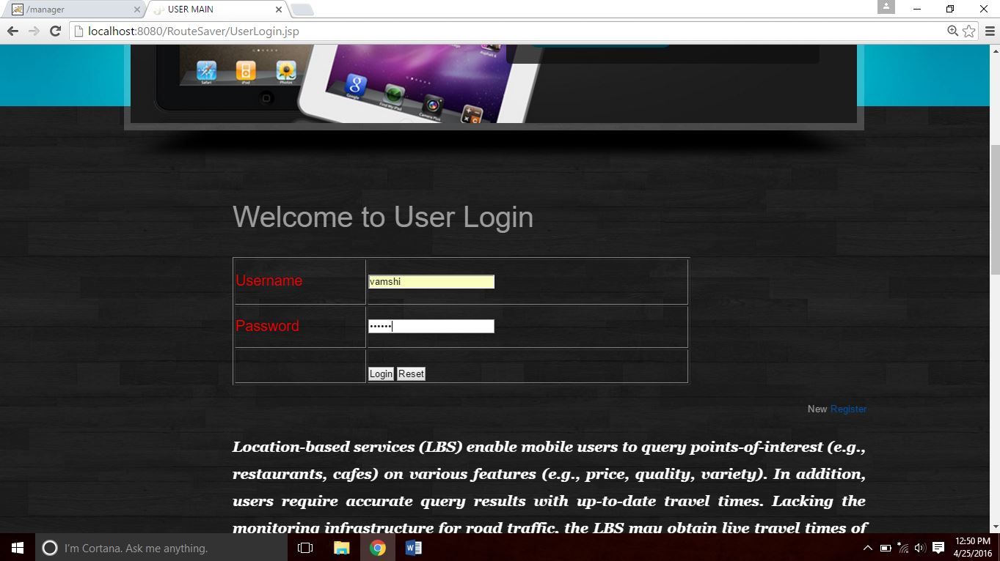 /manager
USER MAIN
localhost:8080/RouteSaver/UserLogin.jsp
Safari
iPod
Photos
Google
Find My iPad
Camera Plus
Asphalt 6
Welcome to User Login
Username
vamshi
Password
••••••
Login Reset
New Register
Location-based services (LBS) enable mobile users to query points-of-interest (e.g.,
restaurants, cafes) on various features (e.g., price, quality, variety). In addition,
users require accurate query results with up-to-date travel times. Lacking the
monitoring infrastructure for road traffic, the LBS may obtain live travel times of
I'm Cortana. Ask me anything.
12:50 PM
4/25/2016